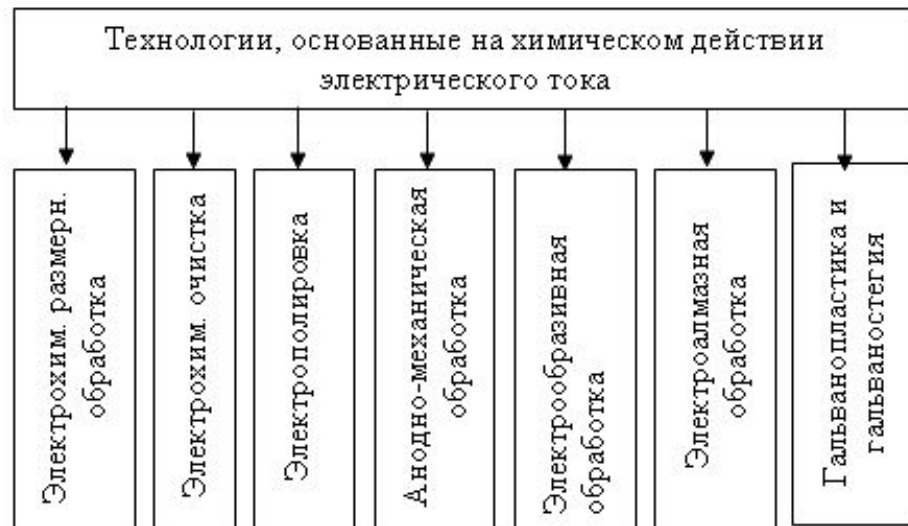 Технологии, основанные на химическом действии
электрического тока
Электрохим. размерн.
обработка
Электрохим. очистка
Электрополировка
Анодно-механическая
обработка
Электрообразивная
обработка
Электроалмазная
обработка
Гальванопластика и
гальваностегия